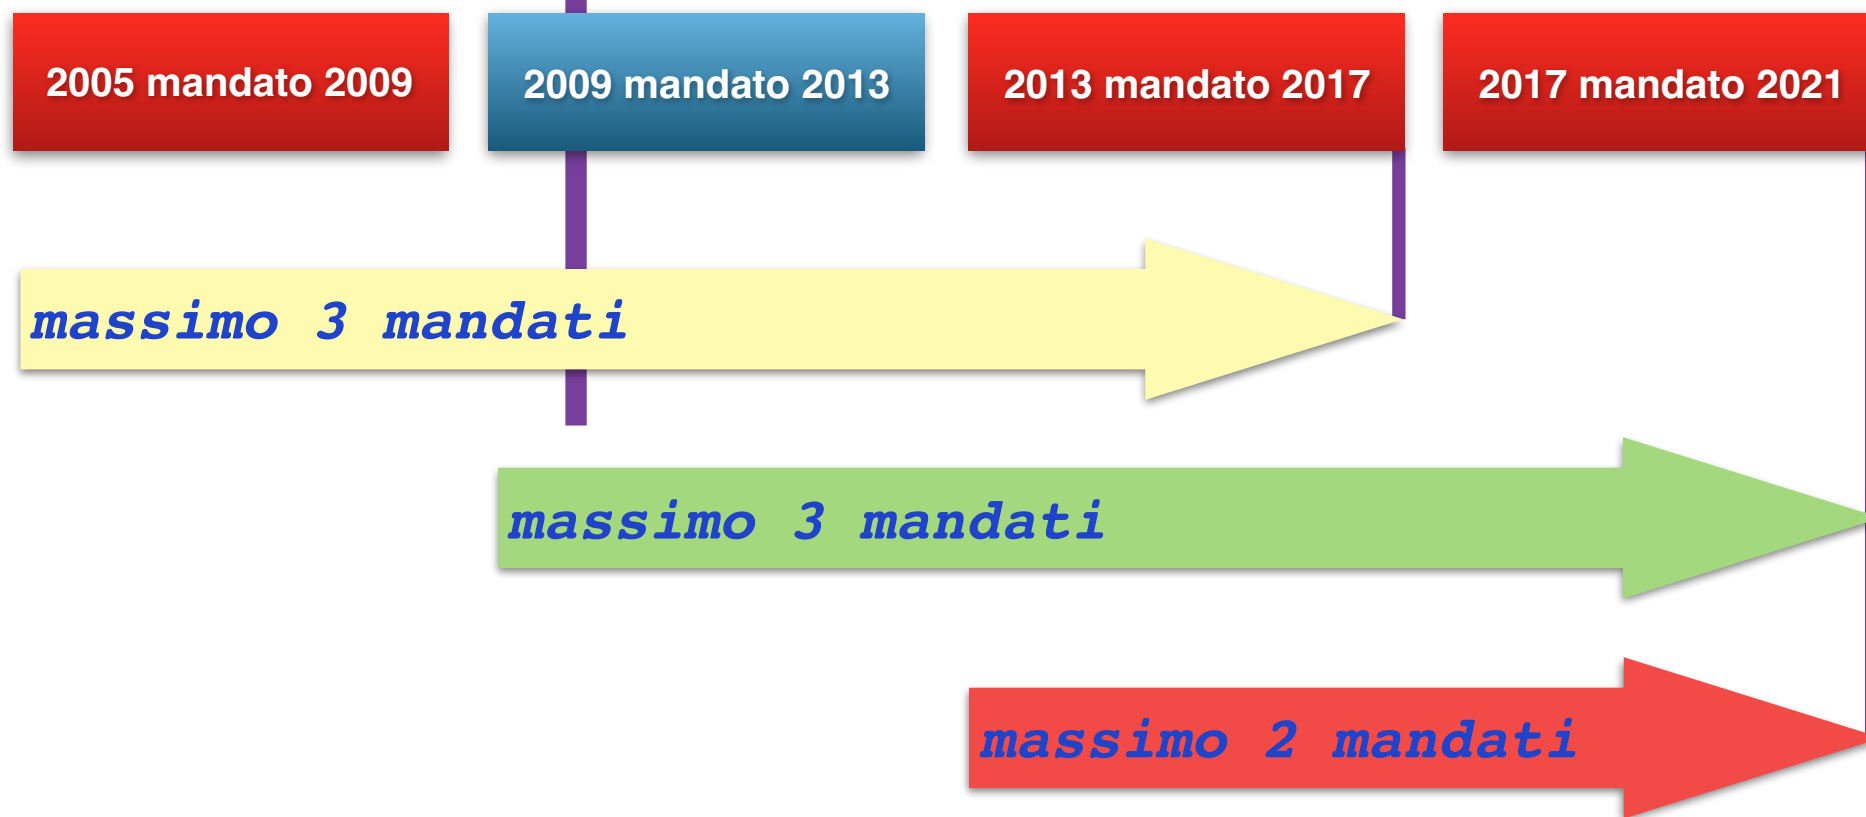 2005 mandato 2009
2009 mandato 2013
2013 mandato 2017
2017 mandato 2021
massimo 3 mandati
massimo 3 mandati
massimo 2 mandati